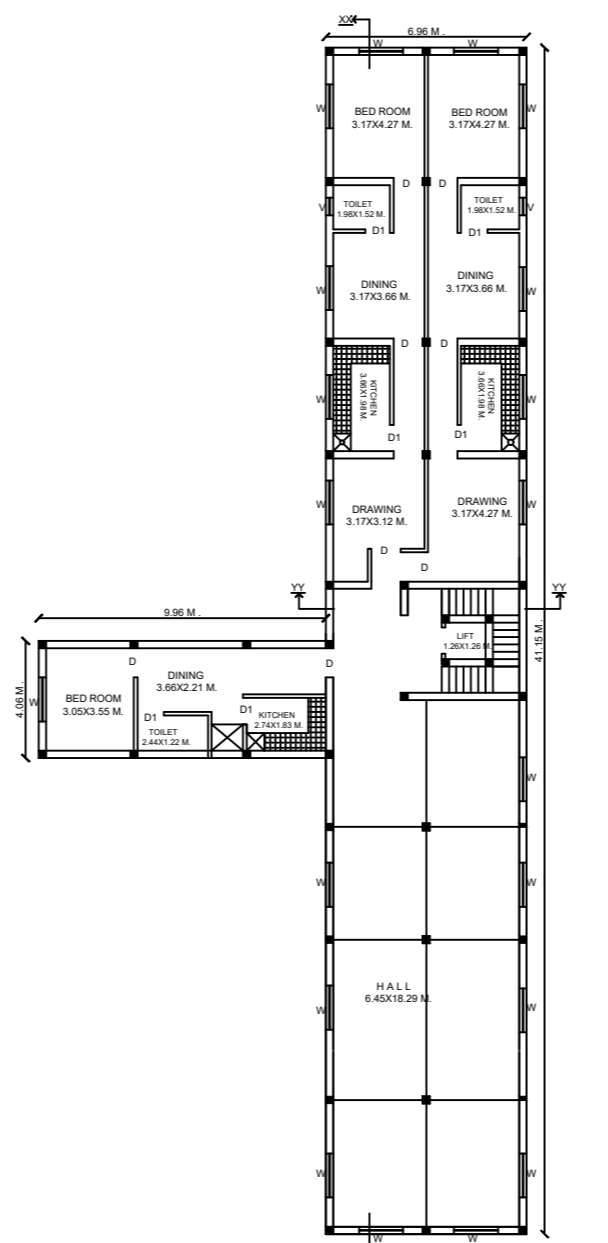 XX
6.96 M .
W W
BED ROOM
3.17X4.27 M.
BED ROOM
3.17X4.27 M.
W W
D D
TOILET
1.98X1.52 M.
TOILET
1.98X1.52 M.
V V
D1 D1
DINING
3.17X3.66 M.
DINING
3.17X3.66 M.
W W
D D
KITCHEN
3.66X1.98 M.
KITCHEN
3.66X1.98 M.
W W
D1 D1
DRAWING
3.17X3.12 M.
DRAWING
3.17X4.27 M.
W W
D
D
YY YY
9.96 M .
LIFT
1.26X1.26 M.
41.15 M .
4.06 M .
D D
DINING
3.66X2.21 M.
BED ROOM
3.05X3.55 M.
W
D1 D1
KITCHEN
2.74X1.83 M.
TOILET
2.44X1.22 M.
W
W W
H A L L
6.45X18.29 M.
W W
W W
W W